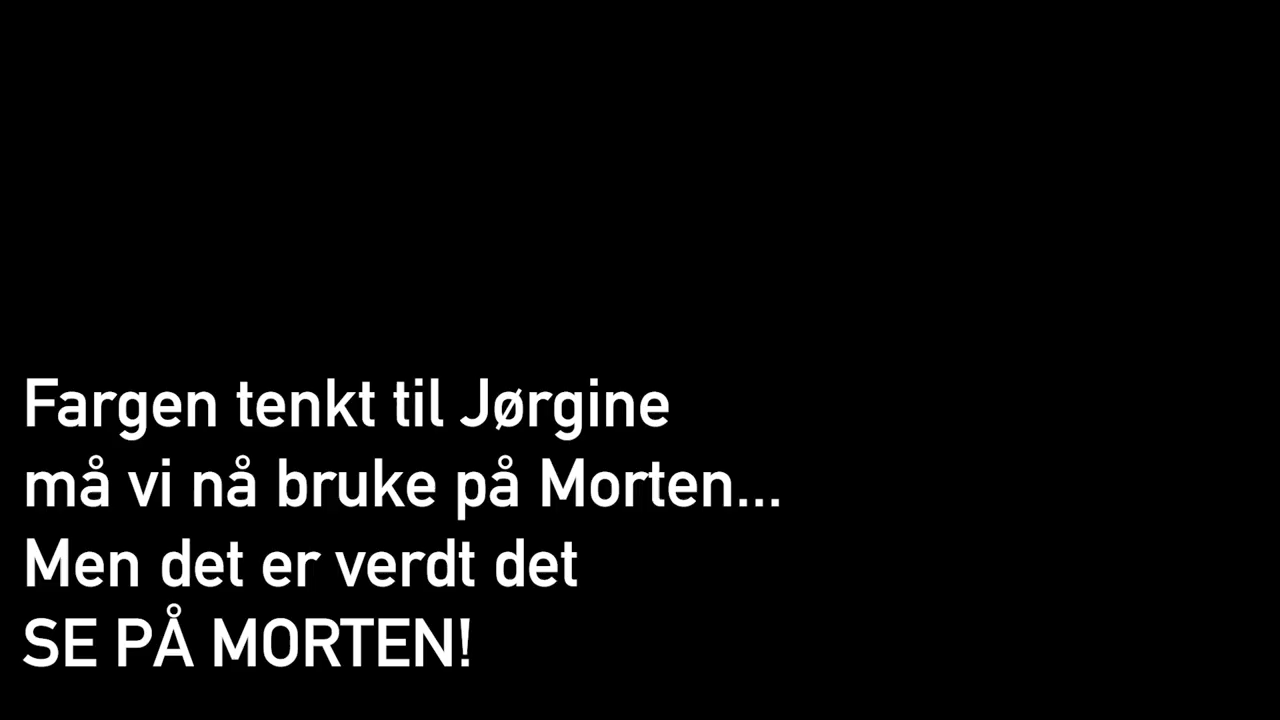 Fargen tenkt til Jørgine
må vi nå bruke på Morten...
Men det er verdt det
SE PÅ MORTEN!